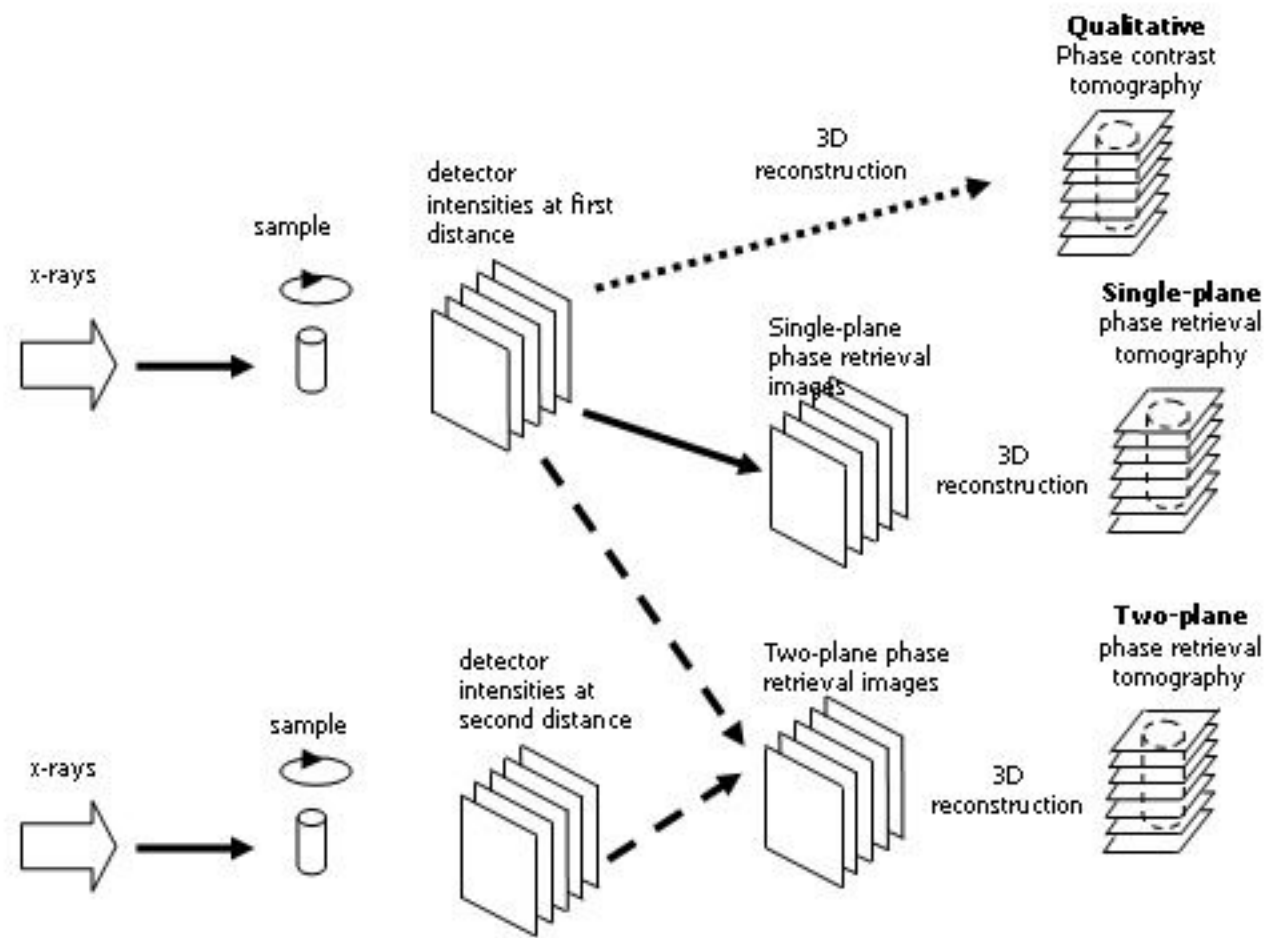 Qualitative
Phase contrast
tomography
3D
reconstruction
detector
intensities at first
distance
sample
x-rays
Single-plane
phase retrieval
tomography
Single-plane
phase retrieval
images
3D
reconstruction
Two-plane
phase retrieval
tomography
Two-plane phase
retrieval images
detector
intensities at
second distance
sample
x-rays
3D
reconstruction